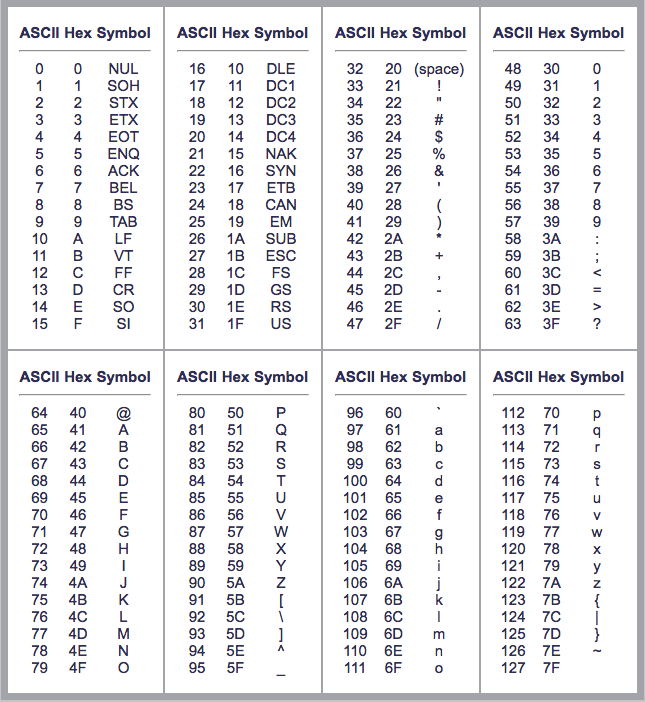 ASCII Hex Symbol
0 0 NUL
1 1 SOH
2 2 STX
3 3 ETX
4 4 EOT
5 5 ENQ
6 6 ACK
7 7 BEL
8 8 BS
9 9 TAB
10 A LF
11 B VT
12 C FF
13 D CR
14 E SO
15 F SI
ASCII Hex Symbol
16 10 DLE
17 11 DC1
18 12 DC2
19 13 DC3
20 14 DC4
21 15 NAK
22 16 SYN
23 17 ETB
24 18 CAN
25 19 EM
26 1A SUB
27 1B ESC
28 1C FS
29 1D GS
30 1E RS
31 1F US
ASCII Hex Symbol
32 20 (space)
33 21 !
34 22 "
35 23 #
36 24 $
37 25 %
38 26 &
39 27 '
40 28 (
41 29 )
42 2A *
43 2B +
44 2C ,
45 2D -
46 2E .
47 2F /
ASCII Hex Symbol
48 30 0
49 31 1
50 32 2
51 33 3
52 34 4
53 35 5
54 36 6
55 37 7
56 38 8
57 39 9
58 3A :
59 3B ;
60 3C <
61 3D =
62 3E >
63 3F ?
ASCII Hex Symbol
64 40 @
65 41 A
66 42 B
67 43 C
68 44 D
69 45 E
70 46 F
71 47 G
72 48 H
73 49 I
74 4A J
75 4B K
76 4C L
77 4D M
78 4E N
79 4F O
ASCII Hex Symbol
80 50 P
81 51 Q
82 52 R
83 53 S
84 54 T
85 55 U
86 56 V
87 57 W
88 58 X
89 59 Y
90 5A Z
91 5B [
92 5C \
93 5D ]
94 5E ^
95 5F _
ASCII Hex Symbol
96 60 `
97 61 a
98 62 b
99 63 c
100 64 d
101 65 e
102 66 f
103 67 g
104 68 h
105 69 i
106 6A j
107 6B k
108 6C l
109 6D m
110 6E n
111 6F o
ASCII Hex Symbol
112 70 p
113 71 q
114 72 r
115 73 s
116 74 t
117 75 u
118 76 v
119 77 w
120 78 x
121 79 y
122 7A z
123 7B {
124 7C |
125 7D }
126 7E ~
127 7F